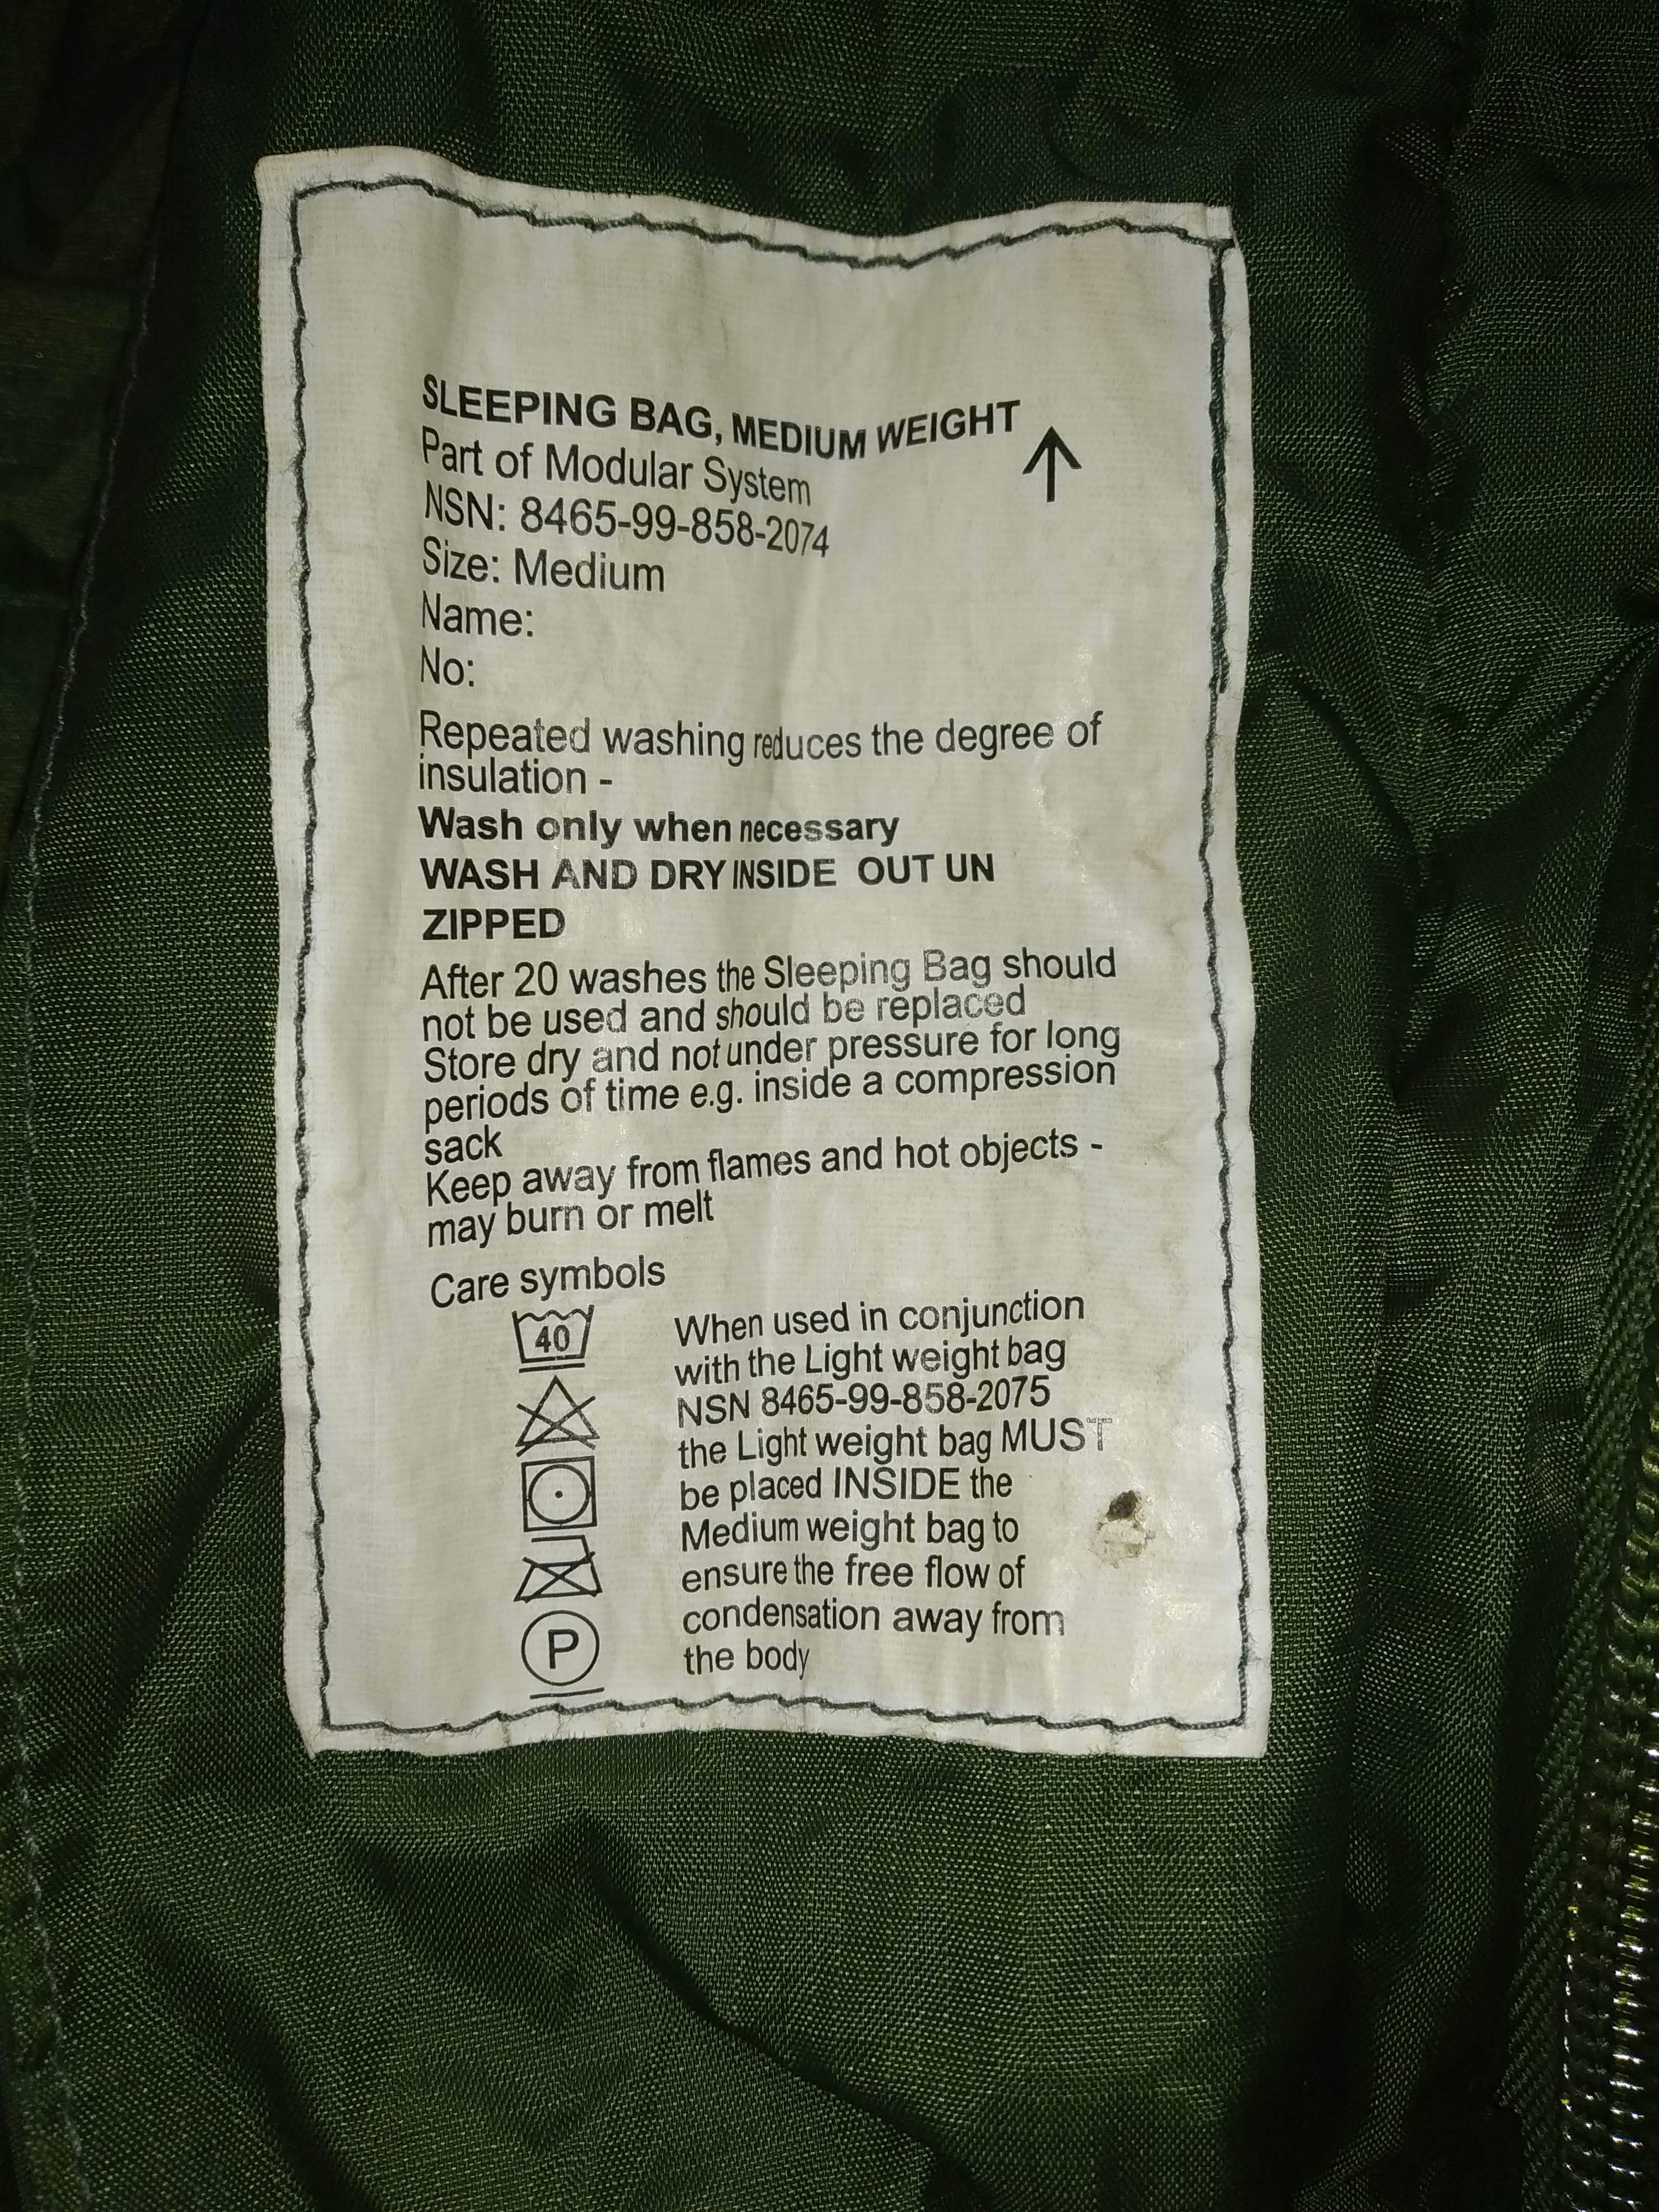 SLEEPING BAG, MEDIUM WEIGHT
Part of Modular System
NSN: 8465-99-858-2074
Size: Medium
Name:
No:
Repeated washing reduces the degree of
insulation -
Wash only when necessary
WASH AND DRY INSIDE OUT UN
ZIPPED
After 20 washes the Sleeping Bag should
not be used and should be replaced
Store dry and not under pressure for long
periods of time e.g. inside a compression
sack
Keep away from flames and hot objects -
may burn or melt
Care symbols
40
P
When used in conjunction
with the Light weight bag
NSN 8465-99-858-2075
the Light weight bag MUST
be placed INSIDE the
Medium weight bag to
ensure the free flow of
condensation away from
the body